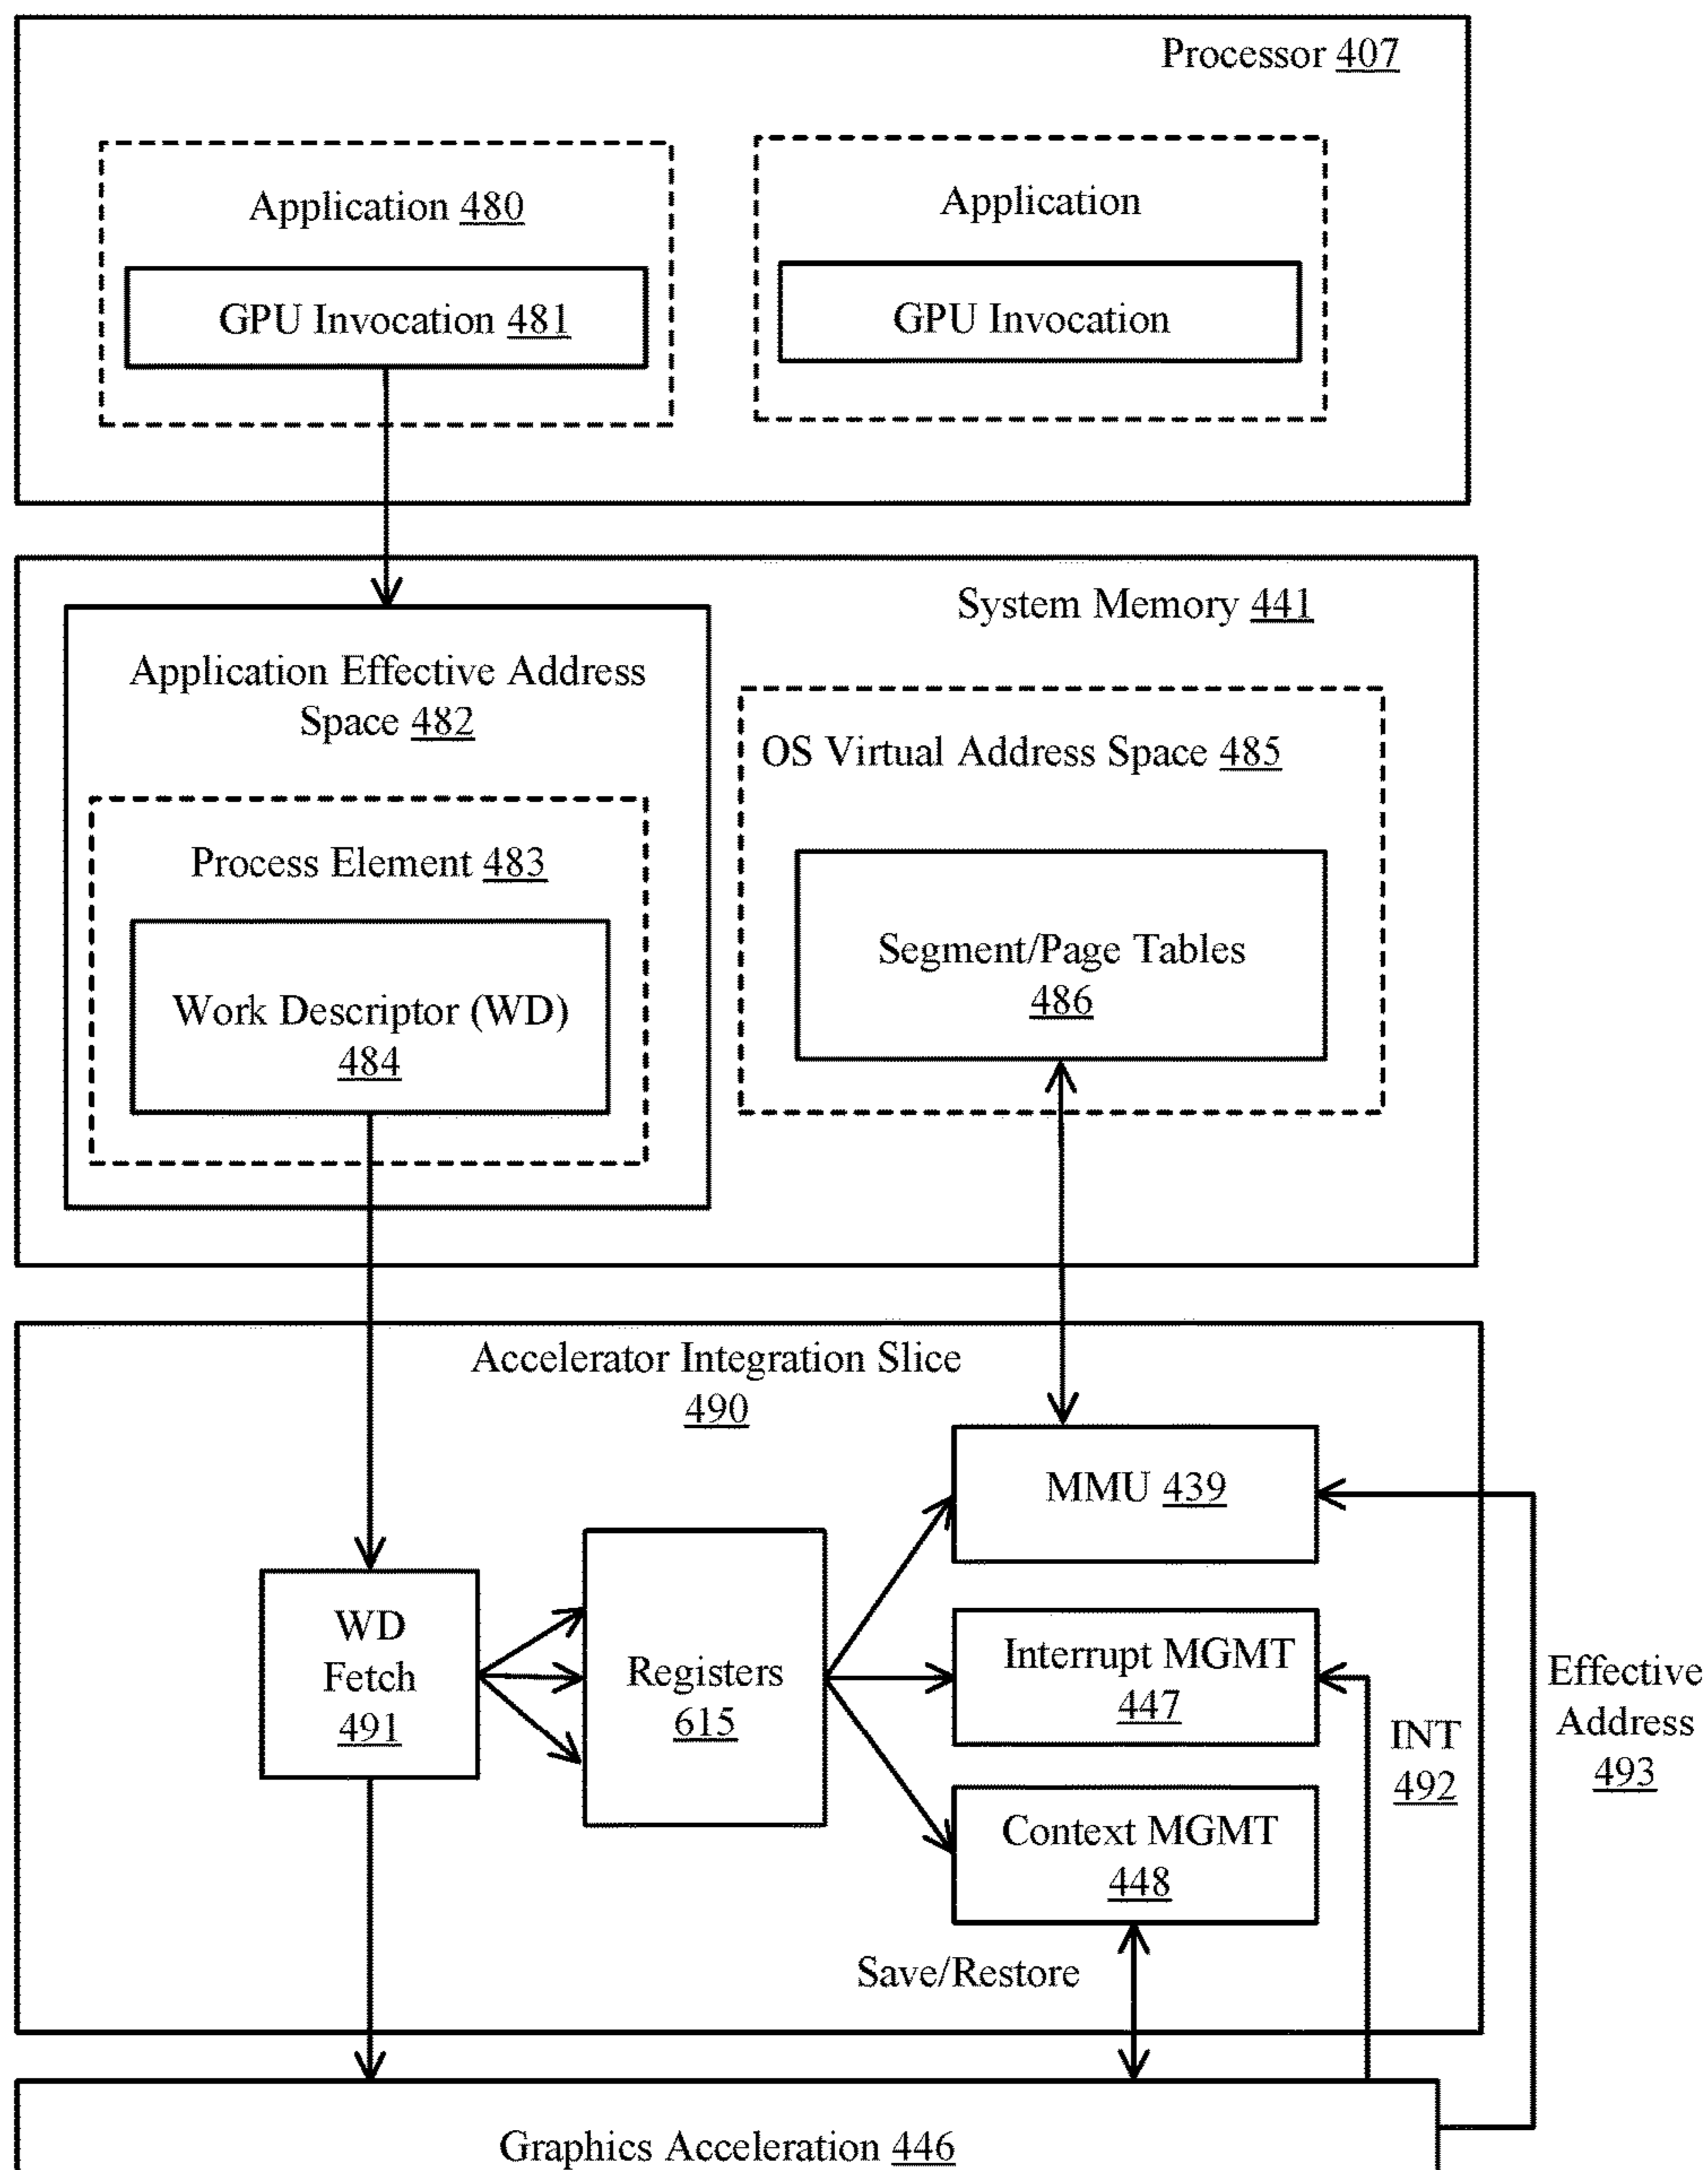 Processor 407
Application 480
GPU Invocation 481
Application
GPU Invocation
System Memory 441
Application Effective Address
Space 482
Process Element 483
Work Descriptor (WD)
484
OS Virtual Address Space 485
Segment/Page Tables
486
Accelerator Integration Slice
490
WD
Fetch
491
Registers
615
MMU 439
Interrupt MGMT
447
Context MGMT
448
Save/Restore
INT
492
Effective
Address
493
Graphics Acceleration 446